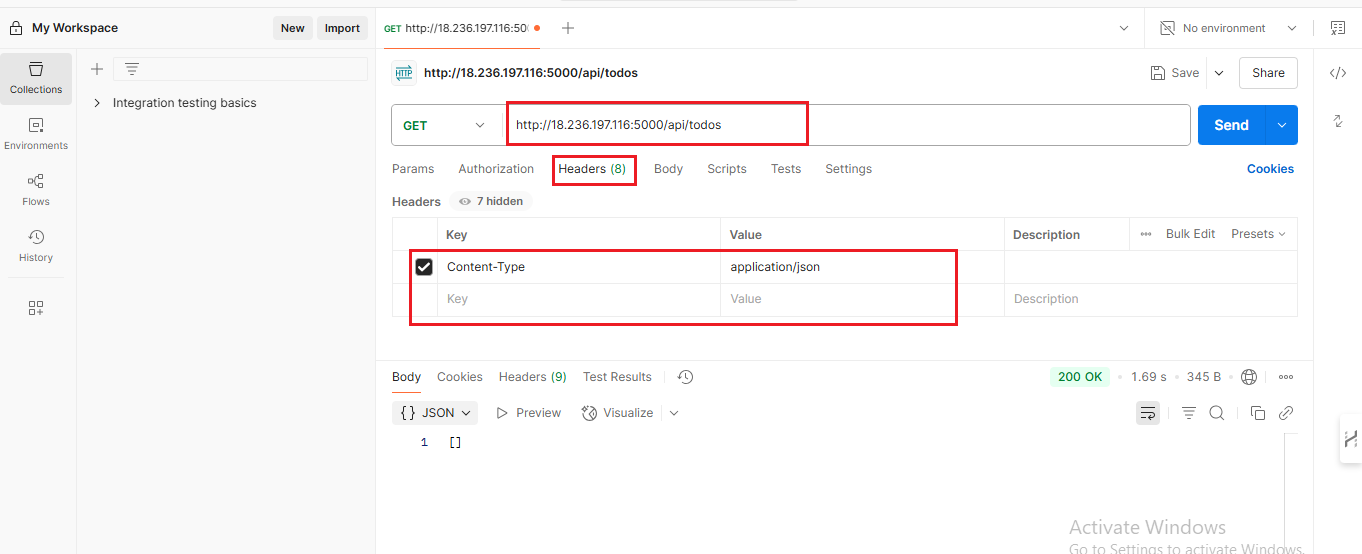 My Workspace New Import GET http://18.236.197.116:500 No environment
Collections
HTTP http://18.236.197.116:5000/api/todos Save Share
Integration testing basics
GET http://18.236.197.116:5000/api/todos Send
Environments
Params Authorization Headers (8) Body Scripts Tests Settings Cookies
Flows
Headers 7 hidden
Key Value Description Bulk Edit Presets
History
Content-Type application/json
Key Value Description
Body Cookies Headers (9) Test Results 200 OK 1.69 s 345 B
{} JSON Preview Visualize
1 []
Activate Windows
Go to Settings to activate Windows.